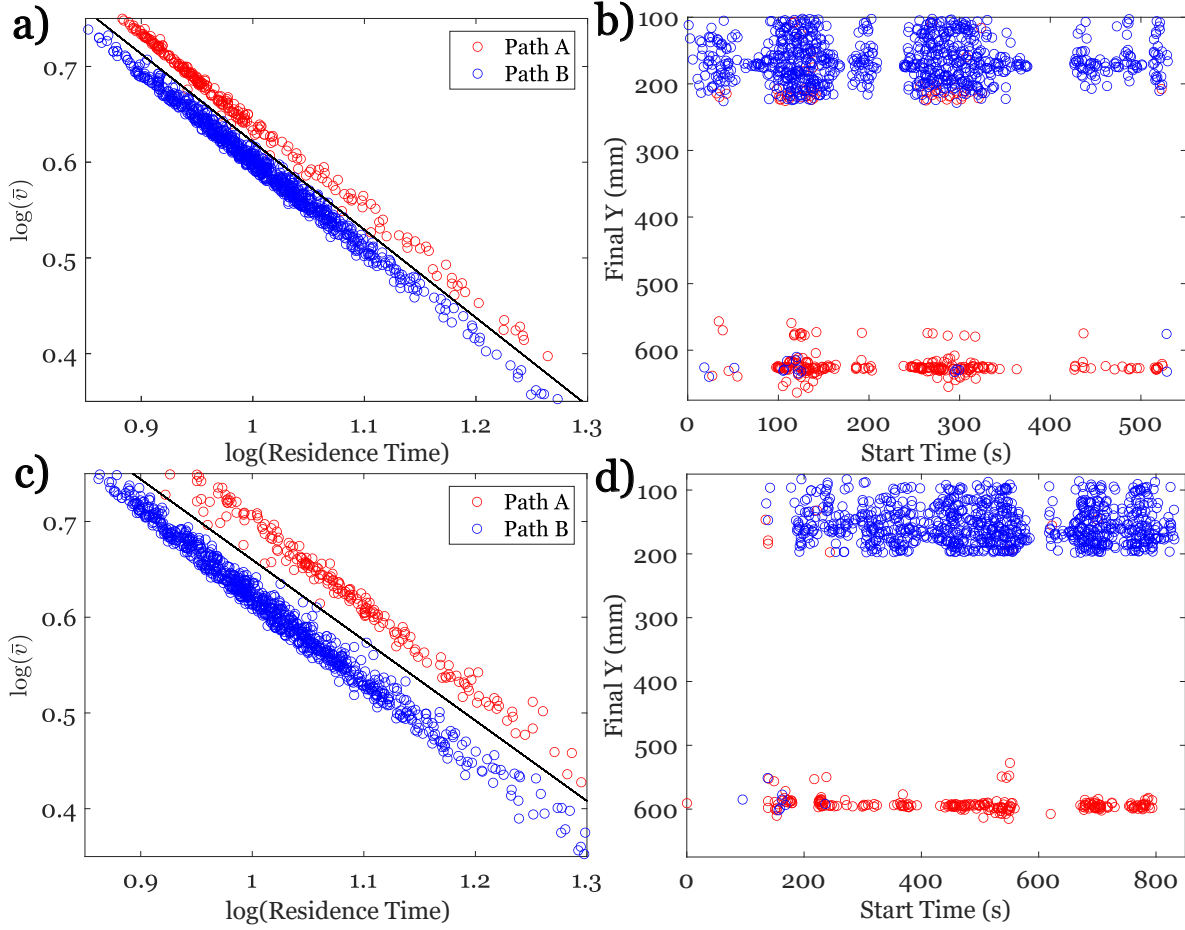 a)
0.7
0.6
0.5
0.4
log(v̄)
0.9 1 1.1 1.2 1.3
log(Residence Time)
Path A
Path B
b)
100
200
300
400
500
600
Final Y (mm)
0 100 200 300 400 500
Start Time (s)
c)
0.7
0.6
0.5
0.4
log(v̄)
0.9 1 1.1 1.2 1.3
log(Residence Time)
Path A
Path B
d)
100
200
300
400
500
600
Final Y (mm)
0 200 400 600 800
Start Time (s)